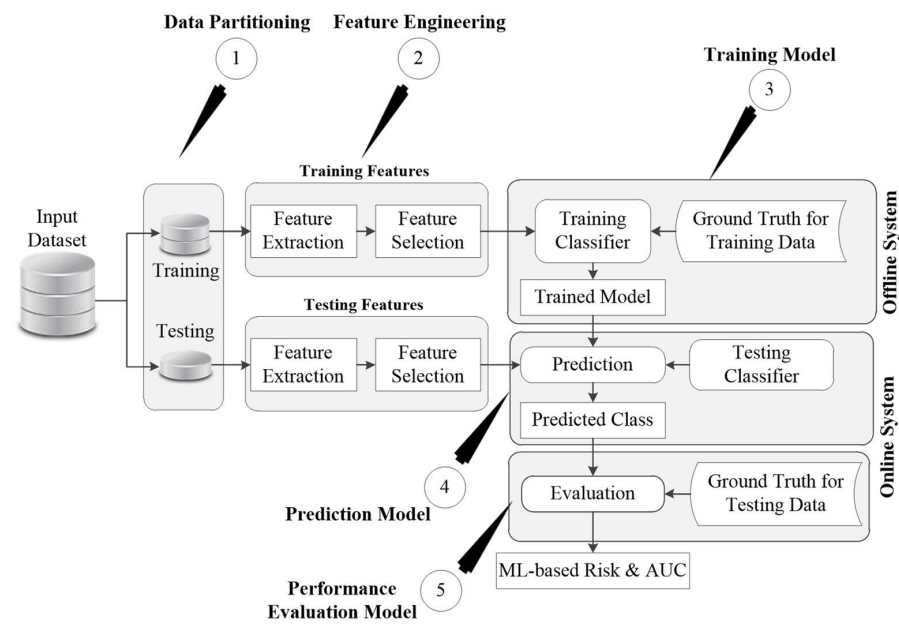 Data Partitioning
1
Feature Engineering
2
Training Model
3
Input
Dataset
Training
Testing
Training Features
Feature
Extraction
Feature
Selection
Testing Features
Feature
Extraction
Feature
Selection
Training
Classifier
Ground Truth for
Training Data
Trained Model
Offline System
Prediction
Testing
Classifier
Predicted Class
Online System
Evaluation
Ground Truth for
Testing Data
ML-based Risk & AUC
4
Prediction Model
5
Performance
Evaluation Model